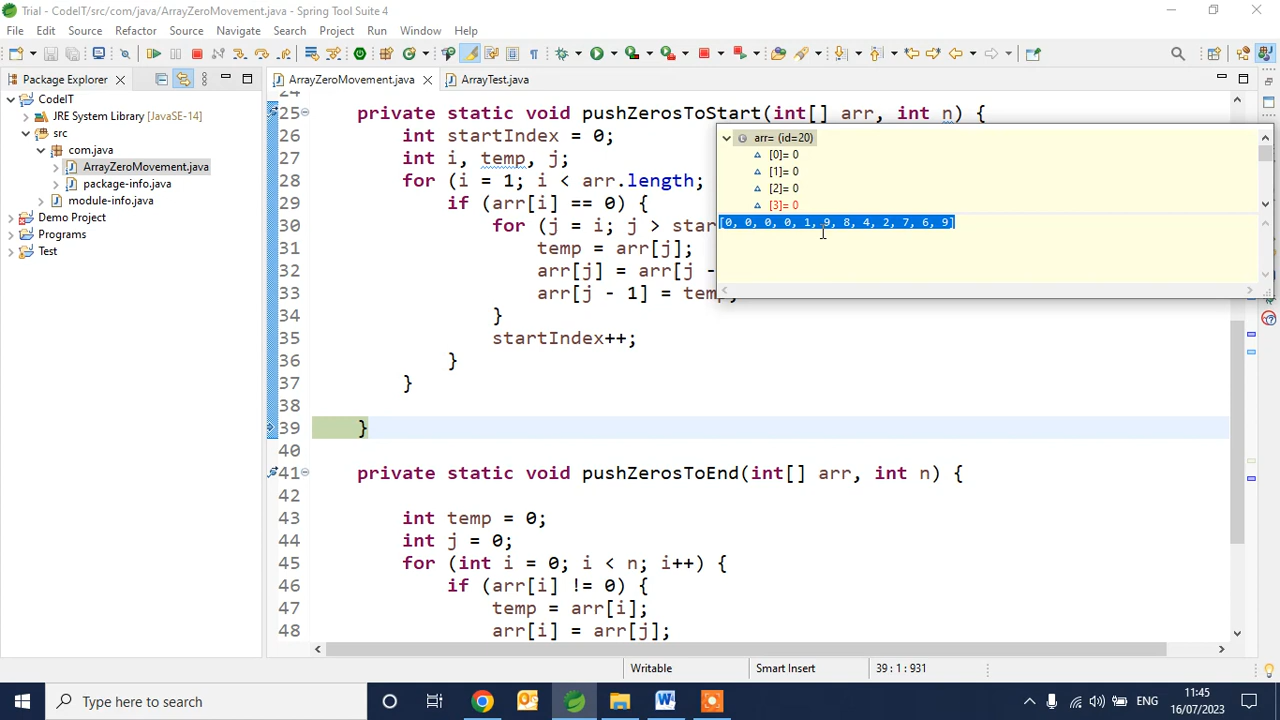 Trial - CodeIT/src/com/java/ArrayZeroMovement.java - Spring Tool Suite 4
File Edit Source Refactor Source Navigate Search Project Run Window Help
Package Explorer
ArrayZeroMovement.java
ArrayTest.java
CodeIT
JRE System Library [JavaSE-14]
src
com.java
ArrayZeroMovement.java
package-info.java
module-info.java
Demo Project
Programs
Test
24
25 private static void pushZerosToStart(int[] arr, int n) {
26 int startIndex = 0;
27 int i, temp, j;
28 for (i = 1; i < arr.length;
29 if (arr[i] == 0) {
30 for (j = i; j > star
31 temp = arr[j];
32 arr[j] = arr[j -
33 arr[j - 1] = temp;
34 }
35 startIndex++;
36 }
37 }
38
39 }
40
41 private static void pushZerosToEnd(int[] arr, int n) {
42
43 int temp = 0;
44 int j = 0;
45 for (int i = 0; i < n; i++) {
46 if (arr[i] != 0) {
47 temp = arr[i];
48 arr[i] = arr[j];
arr= (id=20)
[0]= 0
[1]= 0
[2]= 0
[3]= 0
[0, 0, 0, 0, 1, 9, 8, 4, 2, 7, 6, 9]
Writable Smart Insert 39 : 1 : 931
Type here to search
ENG
11:45
16/07/2023